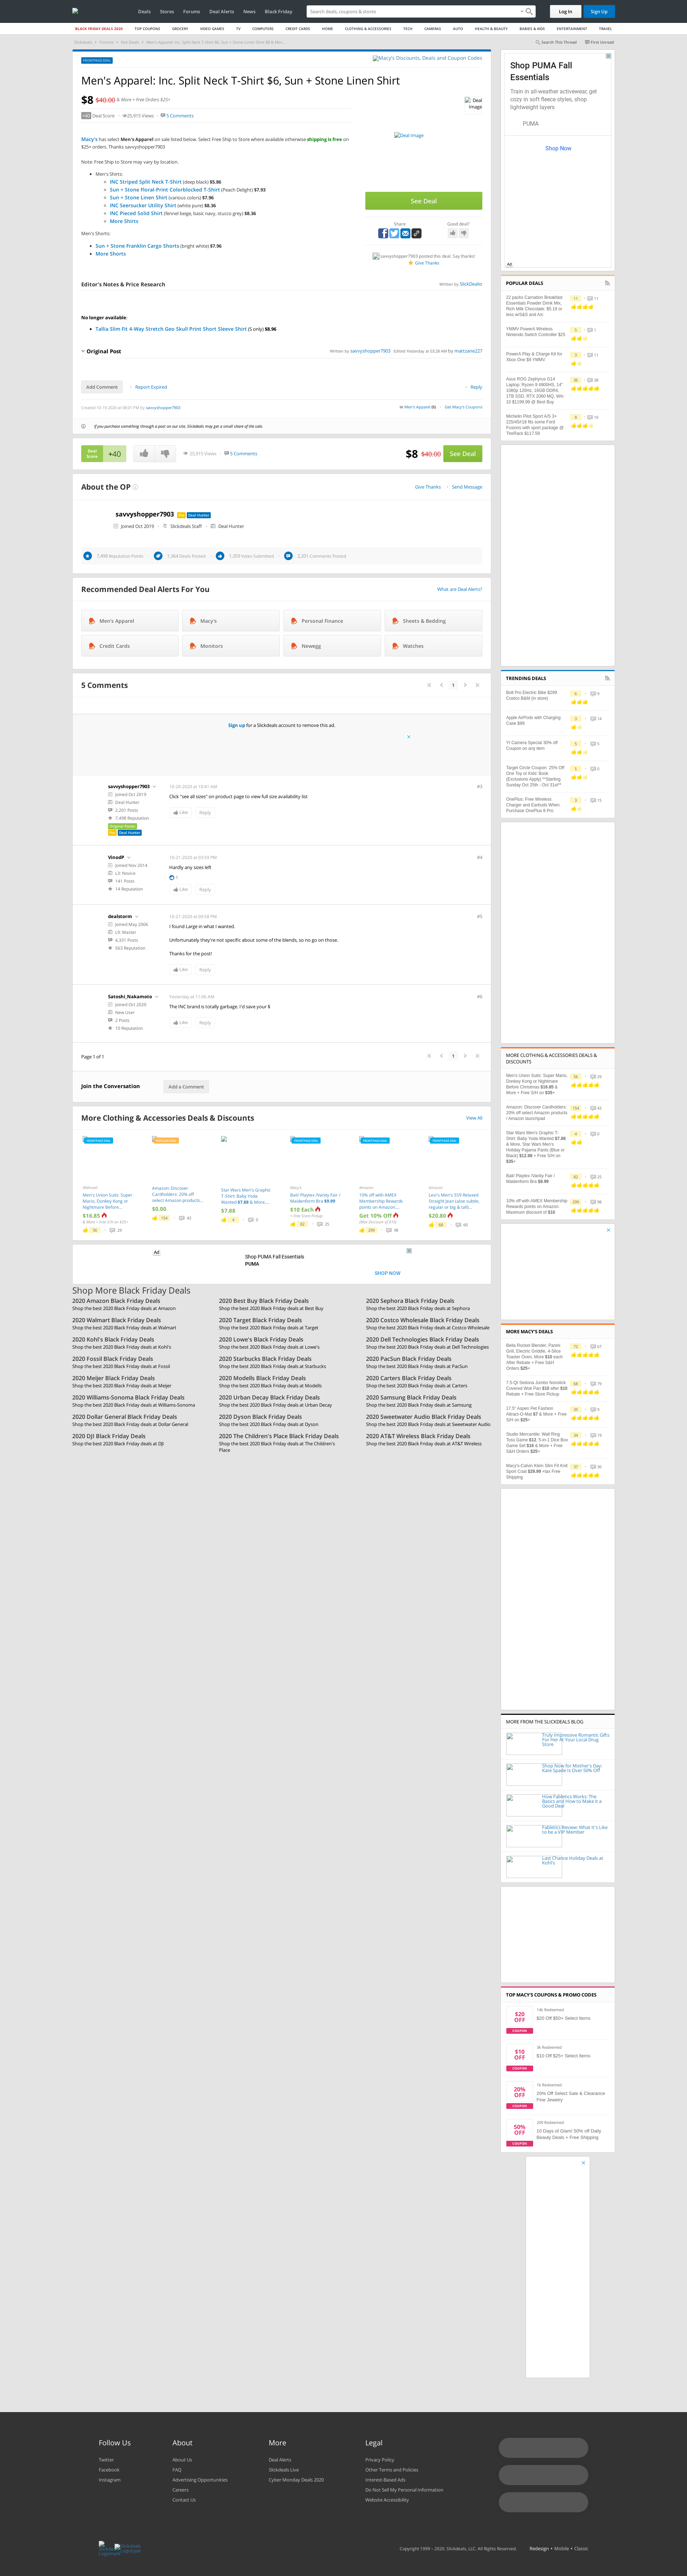 Deals Stores Forums Deal Alerts News Black Friday
Search deals, coupons & stores
Log In
Sign Up
BLACK FRIDAY DEALS 2020 TOP COUPONS GROCERY VIDEO GAMES TV COMPUTERS CREDIT CARDS HOME CLOTHING & ACCESSORIES TECH CAMERAS AUTO HEALTH & BEAUTY BABIES & KIDS ENTERTAINMENT TRAVEL
Slickdeals > Forums > Hot Deals > Men's Apparel: Inc. Split Neck T-Shirt $6, Sun + Stone Linen Shirt $8 & Mor...
Search This Thread
First Unread
FRONTPAGE DEAL
Macy's Discounts, Deals and Coupon Codes
Men's Apparel: Inc, Split Neck T-Shirt $6, Sun + Stone Linen Shirt
$8 $40.00 & More + Free Orders $25+
+40 Deal Score
25,915 Views
5 Comments
Deal Image
Macy's has select Men's Apparel on sale listed below. Select Free Ship to Store where available otherwise shipping is free on $25+ orders. Thanks savvyshopper7903
Note: Free Ship to Store may vary by location.
Men's Shirts:
INC Striped Split Neck T-Shirt (deep black) $5.86
Sun + Stone Floral-Print Colorblocked T-Shirt (Peach Delight) $7.93
Sun + Stone Linen Shirt (various colors) $7.96
INC Seersucker Utility Shirt (white pure) $8.36
INC Pieced Solid Shirt (fennel beige, basic navy, stucco grey) $8.36
More Shirts
Men's Shorts:
Sun + Stone Franklin Cargo Shorts (bright white) $7.96
More Shorts
Deal Image
See Deal
Share
Good deal?
savvyshopper7903 posted this deal. Say thanks!
Give Thanks
Editor's Notes & Price Research
Written by SlickDealio
No longer available:
Tallia Slim Fit 4-Way Stretch Geo Skull Print Short Sleeve Shirt (S only) $8.96
Original Post
Written by savvyshopper7903 Edited Yesterday at 03:28 AM by mattzane227
Add Comment
Report Expired
Reply
Created 10-19-2020 at 08:01 PM by savvyshopper7903
in Men's Apparel (6)
Get Macy's Coupons
If you purchase something through a post on our site, Slickdeals may get a small share of the sale.
Deal Score +40
25,915 Views
5 Comments
$8 $40.00
See Deal
About the OP
Give Thanks
Send Message
savvyshopper7903 Deal Hunter
Joined Oct 2019
Slickdeals Staff
Deal Hunter
7,498 Reputation Points
1,364 Deals Posted
1,359 Votes Submitted
2,201 Comments Posted
Recommended Deal Alerts For You
What are Deal Alerts?
Men's Apparel
Macy's
Personal Finance
Sheets & Bedding
Credit Cards
Monitors
Newegg
Watches
5 Comments
1
Sign up for a Slickdeals account to remove this ad.
savvyshopper7903
Joined Oct 2019
Deal Hunter
2,201 Posts
7,498 Reputation
Original Poster
Pro Deal Hunter
10-20-2020 at 10:41 AM
#3
Click "see all sizes" on product page to view full size availability list
Like
Reply
VinodP
Joined Nov 2014
L3: Novice
141 Posts
14 Reputation
10-21-2020 at 03:59 PM
#4
Hardly any sizes left
1
Like
Reply
dealstorm
Joined May 2006
L9: Master
4,331 Posts
563 Reputation
10-21-2020 at 09:58 PM
#5
I found Large in what I wanted.
Unfortunately they're not specific about some of the blends, so no go on those.
Thanks for the post!
Like
Reply
Satoshi_Nakamoto
Joined Oct 2020
New User
2 Posts
10 Reputation
Yesterday at 11:06 AM
#6
The INC brand is totally garbage. I'd save your $
Like
Reply
Page 1 of 1
1
Join the Conversation
Add a Comment
More Clothing & Accessories Deals & Discounts
View All
Walmart
Men's Union Suits: Super Mario, Donkey Kong or Nightmare Before...
$16.85
& More + Free S/H on $35+
56
29
Amazon: Discover Cardholders: 20% off select Amazon products...
$0.00
154
43
Star Wars Men's Graphic T-Shirt: Baby Yoda Wanted $7.88 & More,...
$7.88
4
0
Macy's
Bali/ Playtex /Vanity Fair / Maidenform Bra $9.99
$10 Each
+ Free Store Pickup
82
25
Amazon
10% off with AMEX Membership Rewards points on Amazon,...
Get 10% Off
(Max Discount of $10)
299
98
Amazon
Levi's Men's 559 Relaxed Straight Jean (aloe subtle, regular or big & tall)...
$20.80
68
60
Ad
Shop PUMA Fall Essentials
PUMA
SHOP NOW
Shop More Black Friday Deals
2020 Amazon Black Friday Deals
Shop the best 2020 Black Friday deals at Amazon
2020 Best Buy Black Friday Deals
Shop the best 2020 Black Friday deals at Best Buy
2020 Sephora Black Friday Deals
Shop the best 2020 Black Friday deals at Sephora
2020 Walmart Black Friday Deals
Shop the best 2020 Black Friday deals at Walmart
2020 Target Black Friday Deals
Shop the best 2020 Black Friday deals at Target
2020 Costco Wholesale Black Friday Deals
Shop the best 2020 Black Friday deals at Costco Wholesale
2020 Kohl's Black Friday Deals
Shop the best 2020 Black Friday deals at Kohl's
2020 Lowe's Black Friday Deals
Shop the best 2020 Black Friday deals at Lowe's
2020 Dell Technologies Black Friday Deals
Shop the best 2020 Black Friday deals at Dell Technologies
2020 Fossil Black Friday Deals
Shop the best 2020 Black Friday deals at Fossil
2020 Starbucks Black Friday Deals
Shop the best 2020 Black Friday deals at Starbucks
2020 PacSun Black Friday Deals
Shop the best 2020 Black Friday deals at PacSun
2020 Meijer Black Friday Deals
Shop the best 2020 Black Friday deals at Meijer
2020 Modells Black Friday Deals
Shop the best 2020 Black Friday deals at Modells
2020 Carters Black Friday Deals
Shop the best 2020 Black Friday deals at Carters
2020 Williams-Sonoma Black Friday Deals
Shop the best 2020 Black Friday deals at Williams-Sonoma
2020 Urban Decay Black Friday Deals
Shop the best 2020 Black Friday deals at Urban Decay
2020 Samsung Black Friday Deals
Shop the best 2020 Black Friday deals at Samsung
2020 Dollar General Black Friday Deals
Shop the best 2020 Black Friday deals at Dollar General
2020 Dyson Black Friday Deals
Shop the best 2020 Black Friday deals at Dyson
2020 Sweetwater Audio Black Friday Deals
Shop the best 2020 Black Friday deals at Sweetwater Audio
2020 DJI Black Friday Deals
Shop the best 2020 Black Friday deals at DJI
2020 The Children's Place Black Friday Deals
Shop the best 2020 Black Friday deals at The Children's Place
2020 AT&T Wireless Black Friday Deals
Shop the best 2020 Black Friday deals at AT&T Wireless
Shop PUMA Fall Essentials
Train in all-weather activewear, get cozy in soft fleece styles, shop lightweight layers
PUMA
Shop Now
Ad
POPULAR DEALS
22 packs Carnation Breakfast Essentials Powder Drink Mix, Rich Milk Chocolate: $5.19 or less w/S&S and AC
11 11
YMMV PowerA Wireless Nintendo Switch Controller $25
5 1
PowerA Play & Charge Kit for Xbox One $6 YMMV
3 11
Asus ROG Zephyrus G14 Laptop: Ryzen 9 4900HS, 14" 1080p 120Hz, 16GB DDR4, 1TB SSD, RTX 2060 MQ, Win 10 $1199.99 @ Best Buy
36 38
Michelin Pilot Sport A/S 3+ 225/45r18 fits some Ford Fusions with sport package @ TireRack $117.59
8 19
TRENDING DEALS
Bolt Pro Electric Bike $299 Costco B&M (in store)
6 9
Apple AirPods with Charging Case $99
3 14
Yi Camera Special 30% off Coupon on any item
5 5
Target Circle Coupon: 25% Off One Toy or Kids' Book (Exclusions Apply) **Starting Sunday Oct 25th - Oct 31st**
5 0
OnePlus: Free Wireless Charger and Earbuds When Purchase OnePlus 8 Pro
3 15
MORE CLOTHING & ACCESSORIES DEALS & DISCOUNTS
Men's Union Suits: Super Mario, Donkey Kong or Nightmare Before Christmas $16.85 & More + Free S/H on $35+
56 29
Amazon: Discover Cardholders: 20% off select Amazon products / Amazon launchpad
154 43
Star Wars Men's Graphic T-Shirt: Baby Yoda Wanted $7.88 & More, Star Wars Men's Holiday Pajama Pants (Blue or Black) $12.90 + Free S/H on $35+
4 0
Bali/ Playtex /Vanity Fair / Maidenform Bra $9.99
82 25
10% off with AMEX Membership Rewards points on Amazon. Maximum discount of $10
299 98
MORE MACY'S DEALS
Bella Rocket Blender, Panini Grill, Electric Griddle, 4-Slice Toaster Oven, More $10 each After Rebate + Free S&H Orders $25+
70 67
7.5-Qt Sedona Jumbo Nonstick Covered Wok Pan $10 after $10 Rebate + Free Store Pickup
68 79
17.5" Aspen Pet Fashion Attract-O-Mat $7 & More + Free S/H on $25+
35 9
Studio Mercantile: Wall Ring Toss Game $12, 5-in-1 Dice Box Game Set $16 & More + Free S&H Orders $25+
34 19
Macy's-Calvin Klein Slim Fit Knit Sport Coat $29.99 +tax Free Shipping
37 30
MORE FROM THE SLICKDEALS BLOG
Truly Impressive Romantic Gifts For Her At Your Local Drug Store
Shop Now for Mother's Day: Kate Spade Is Over 50% Off
How Fabletics Works: The Basics and How to Make It a Good Deal
Fabletics Review: What It's Like to be a VIP Member
Last Chance Holiday Deals at Kohl's
TOP MACY'S COUPONS & PROMO CODES
$20 OFF
COUPON
14k Redeemed
$20 Off $50+ Select Items
$10 OFF
COUPON
3k Redeemed
$10 Off $25+ Select Items
20% OFF
COUPON
1k Redeemed
20% Off Select Sale & Clearance Fine Jewelry
50% OFF
COUPON
209 Redeemed
10 Days of Glam! 50% off Daily Beauty Deals + Free Shipping
Follow Us
Twitter
Facebook
Instagram
About
About Us
FAQ
Advertising Opportunities
Careers
Contact Us
More
Deal Alerts
Slickdeals Live
Cyber Monday Deals 2020
Legal
Privacy Policy
Other Terms and Policies
Interest-Based Ads
Do Not Sell My Personal Information
Website Accessibility
Copyright 1999 - 2020. Slickdeals, LLC. All Rights Reserved.
Redesign • Mobile • Classic